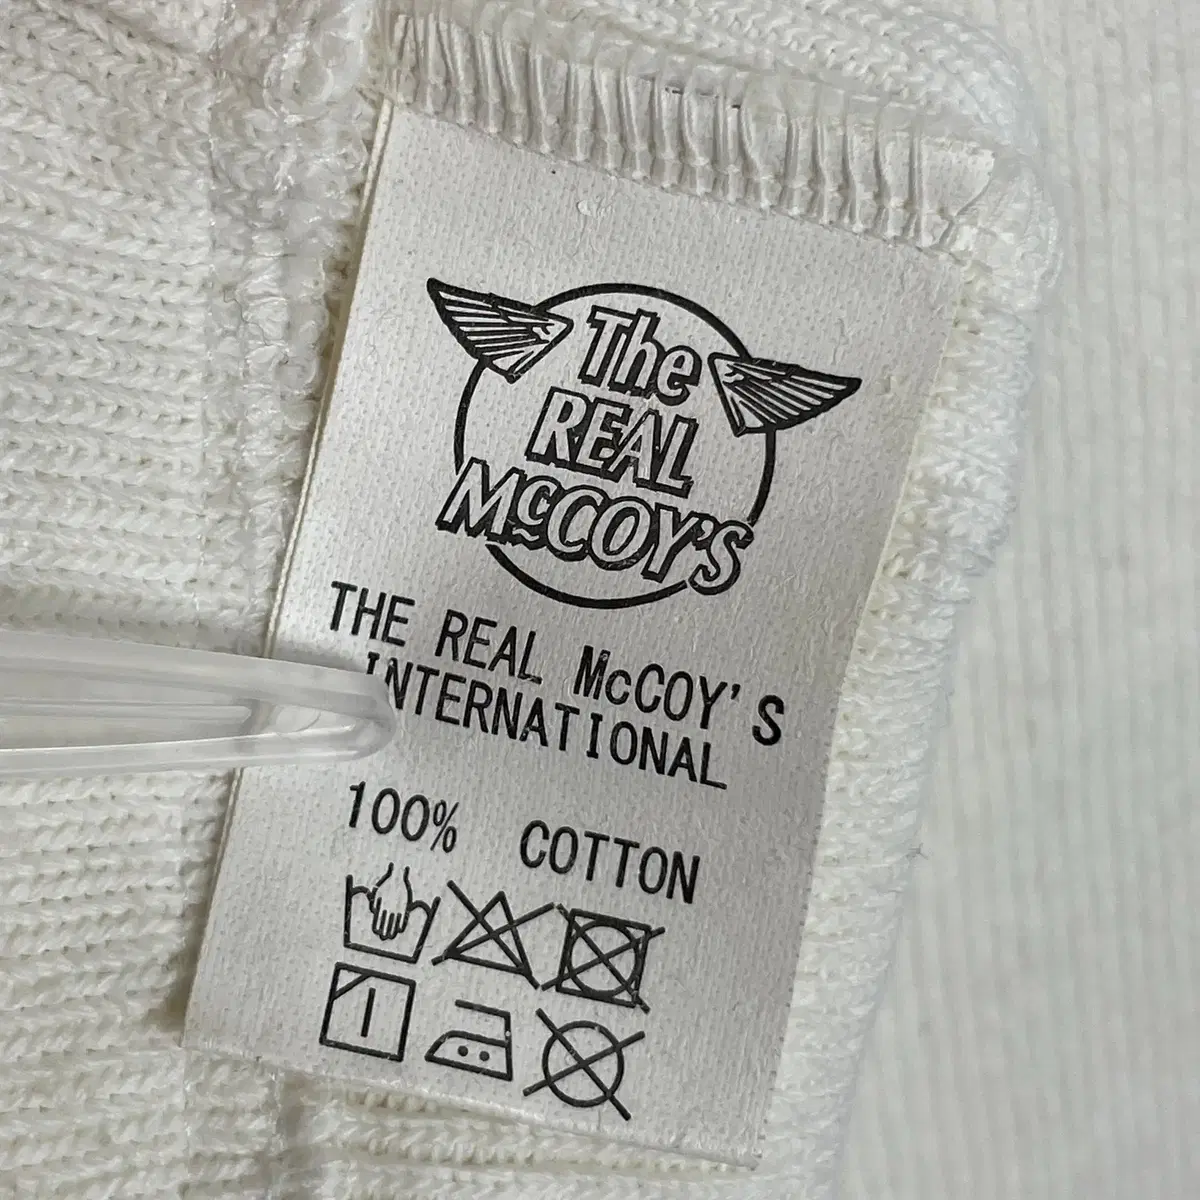 The
REAL
McCOY'S
THE REAL McCOY'S
INTERNATIONAL
100% COTTON